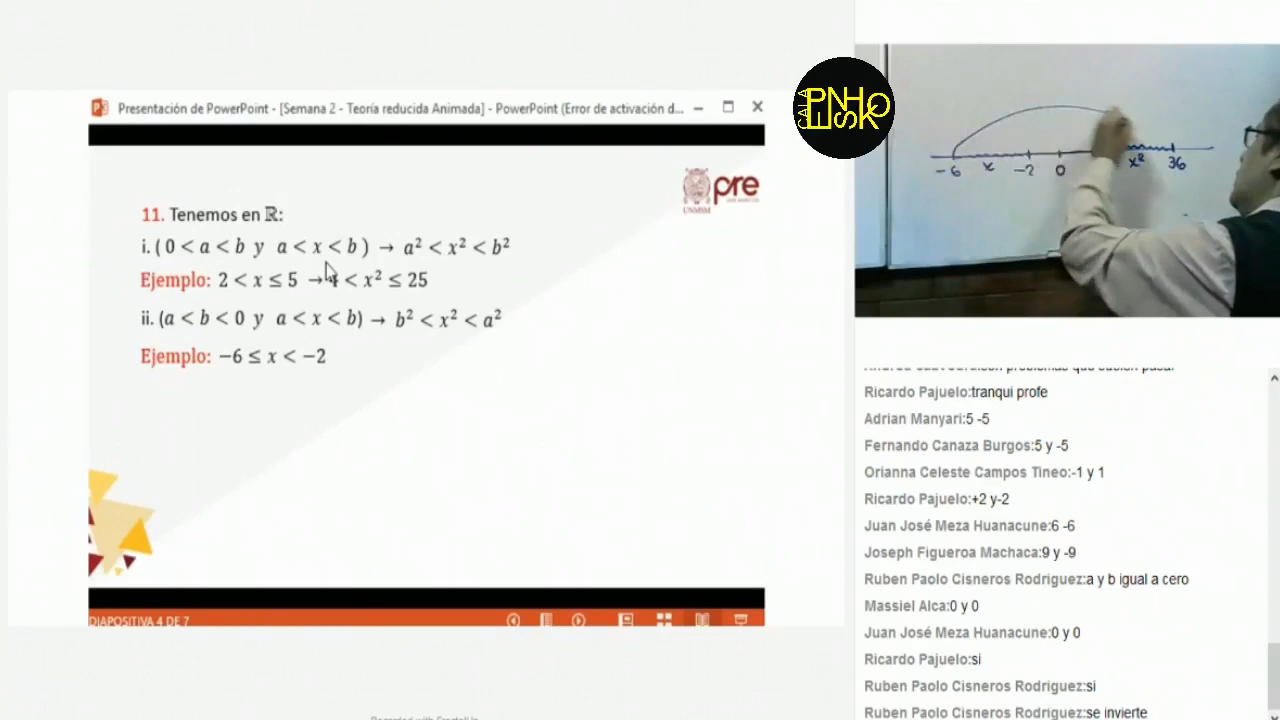 Presentación de PowerPoint - [Semana 2 - Teoría reducida Animada] - PowerPoint (Error de activación d...
pre
UNMSM
11. Tenemos en ℝ:
i. ( 0 < a < b y a < x < b ) → a² < x² < b²
Ejemplo: 2 < x ≤ 5 → 4 < x² ≤ 25
ii. (a < b < 0 y a < x < b) → b² < x² < a²
Ejemplo: −6 ≤ x < −2
DIAPOSITIVA 4 DE 7
-6 x -2 0 x² 36
Ricardo Pajuelo:tranqui profe
Adrian Manyari:5 -5
Fernando Canaza Burgos:5 y -5
Orianna Celeste Campos Tineo:-1 y 1
Ricardo Pajuelo:+2 y-2
Juan José Meza Huanacune:6 -6
Joseph Figueroa Machaca:9 y -9
Ruben Paolo Cisneros Rodriguez:a y b igual a cero
Massiel Alca:0 y 0
Juan José Meza Huanacune:0 y 0
Ricardo Pajuelo:si
Ruben Paolo Cisneros Rodriguez:si
Ruben Paolo Cisneros Rodriguez:se invierte